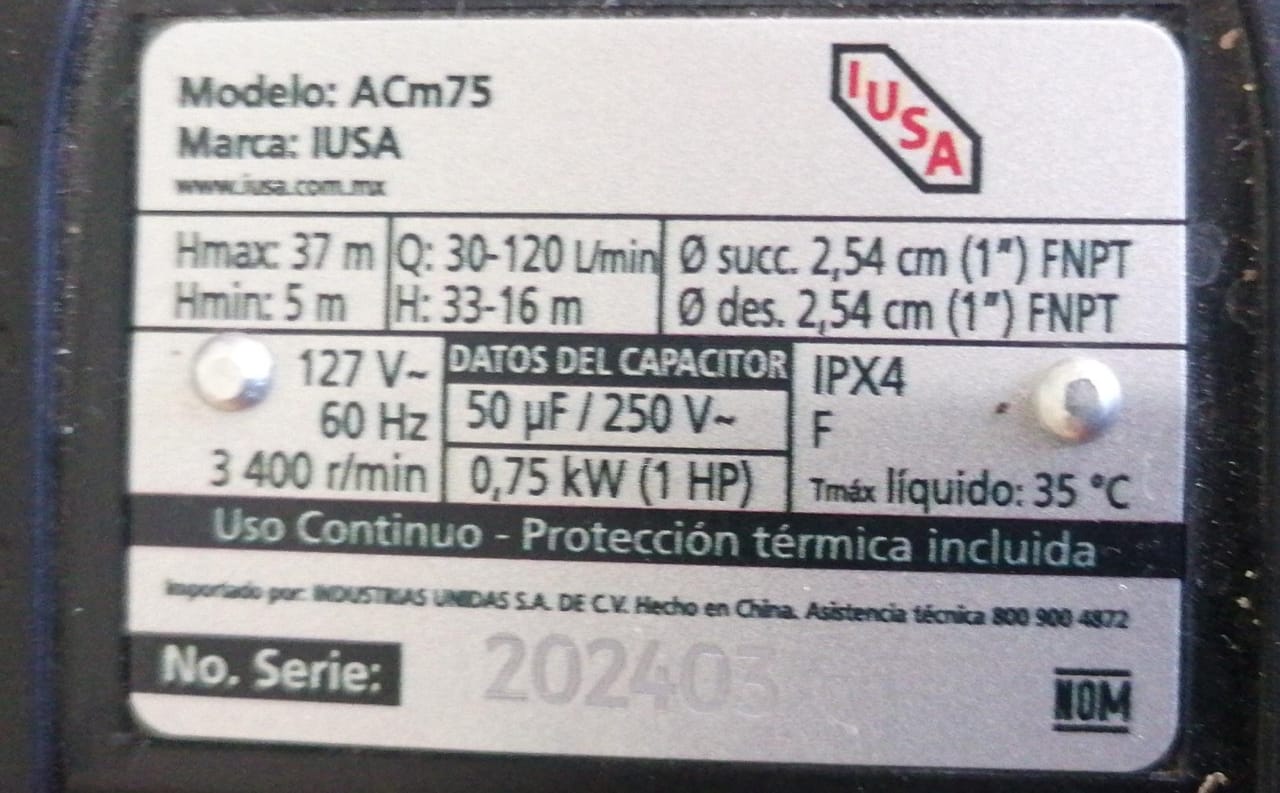 Modelo: ACm75
Marca: IUSA
www.iusa.com.mx
IUSA
Hmax: 37 m
Hmin: 5 m
Q: 30-120 L/min
H: 33-16 m
Ø succ. 2,54 cm (1") FNPT
Ø des. 2,54 cm (1") FNPT
127 V~
60 Hz
3 400 r/min
DATOS DEL CAPACITOR
50 µF / 250 V~
0,75 kW (1 HP)
IPX4
F
Tmáx líquido: 35 °C
Uso Continuo - Protección térmica incluida
Importado por: INDUSTRIAS UNIDAS S.A. DE C.V. Hecho en China. Asistencia técnica 800 900 4872
No. Serie: 202403
NOM